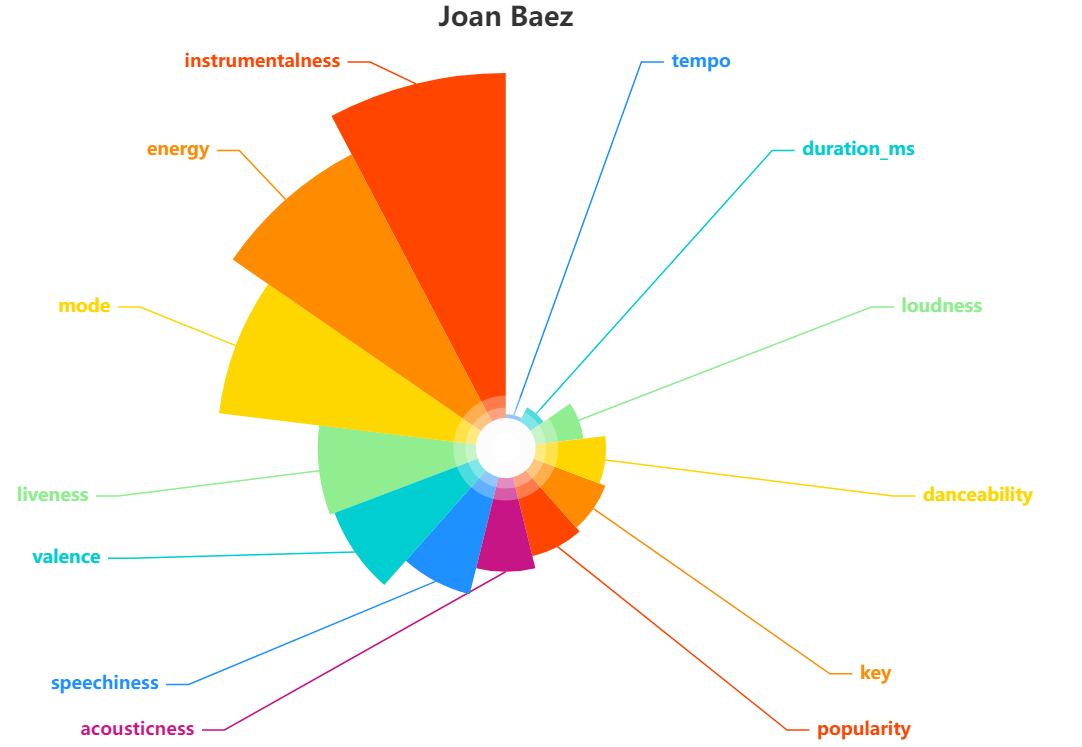 Joan Baez
instrumentalness
tempo
energy
duration_ms
mode
loudness
liveness
danceability
valence
key
speechiness
acousticness
popularity